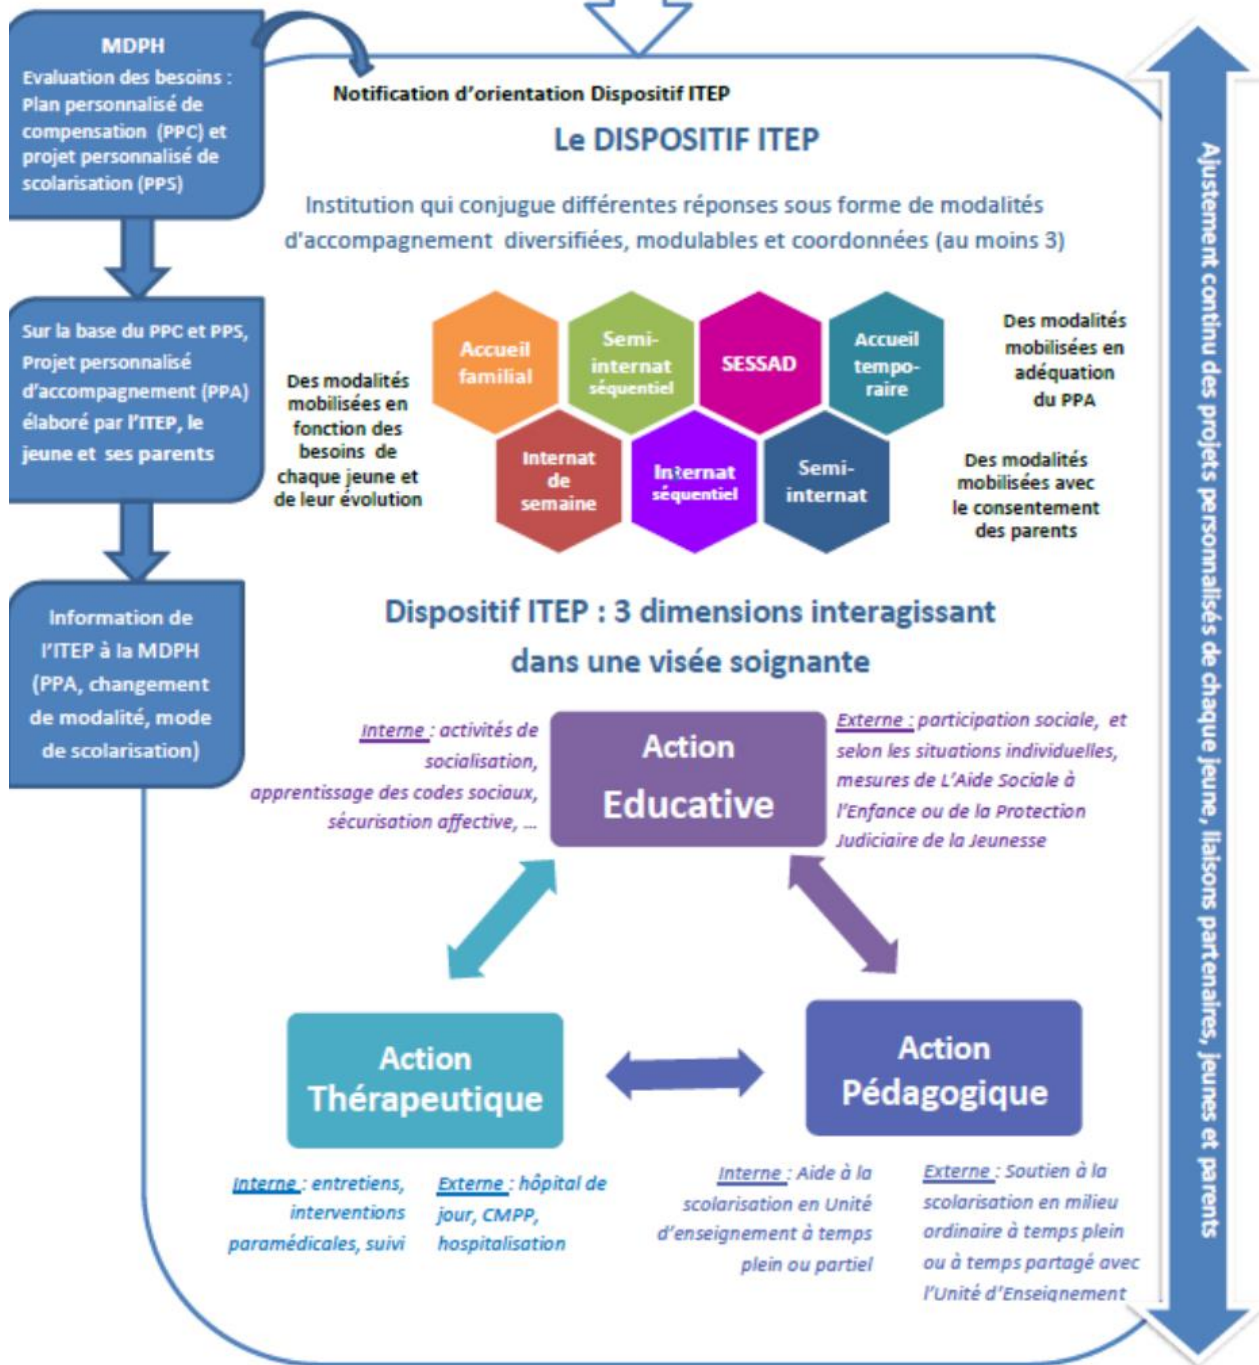 MDPH
Evaluation des besoins :
Plan personnalisé de
compensation (PPC) et
projet personnalisé de
scolarisation (PPS)
Notification d'orientation Dispositif ITEP
Le DISPOSITIF ITEP
Institution qui conjugue différentes réponses sous forme de modalités
d'accompagnement diversifiées, modulables et coordonnées (au moins 3)
Sur la base du PPC et PPS,
Projet personnalisé
d'accompagnement (PPA)
élaboré par l'ITEP, le
jeune et ses parents
Des modalités
mobilisées en
fonction des
besoins de
chaque jeune et
de leur évolution
Accueil
familial
Semi-
internat
séquentiel
SESSAD
Accueil
tempo-
raire
Internat
de
semaine
Internat
séquentiel
Semi-
internat
Des modalités
mobilisées en
adéquation
du PPA
Des modalités
mobilisées avec
le consentement
des parents
Information de
l'ITEP à la MDPH
(PPA, changement
de modalité, mode
de scolarisation)
Dispositif ITEP : 3 dimensions interagissant
dans une visée soignante
Interne : activités de
socialisation,
apprentissage des codes sociaux,
sécurisation affective, ...
Action
Educative
Externe : participation sociale, et
selon les situations individuelles,
mesures de L'Aide Sociale à
l'Enfance ou de la Protection
Judiciaire de la Jeunesse
Action
Thérapeutique
Action
Pédagogique
Interne : entretiens,
interventions
paramédicales, suivi
Externe : hôpital de
jour, CMPP,
hospitalisation
Interne : Aide à la
scolarisation en Unité
d'enseignement à temps
plein ou partiel
Externe : Soutien à la
scolarisation en milieu
ordinaire à temps plein
ou à temps partagé avec
l'Unité d'Enseignement
Ajustement continu des projets personnalisés de chaque jeune, liaisons partenaires, jeunes et parents